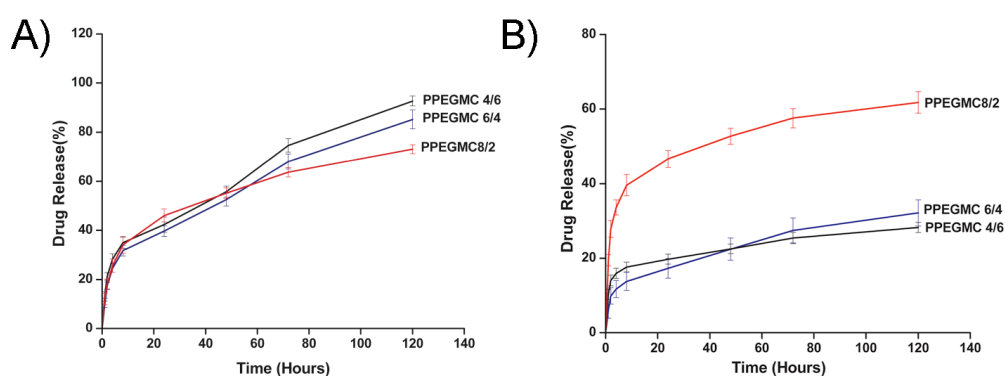 A)
120
100
80
60
40
20
0
Drug Release(%)
PPEGMC 4/6
PPEGMC 6/4
PPEGMC8/2
0 20 40 60 80 100 120 140
Time (Hours)
B)
80
60
40
20
0
Drug Release(%)
PPEGMC8/2
PPEGMC 6/4
PPEGMC 4/6
0 20 40 60 80 100 120 140
Time (Hours)